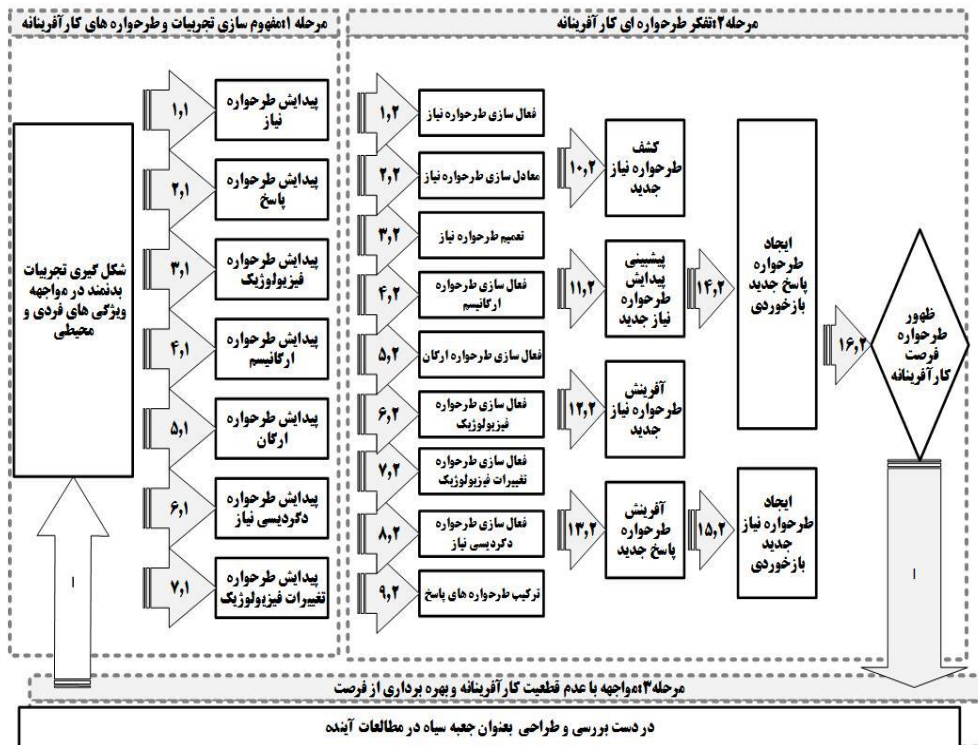 مرحله ۱:مفهوم سازی تجربیات و طرحواره های کارآفرینانه
شکل گیری تجربیات
بدنمند در مواجهه
ویژگی های فردی و
محیطی
۱
۱,۱
پیدایش طرحواره
نیاز
۲,۱
پیدایش طرحواره
پاسخ
۳,۱
پیدایش طرحواره
فیزیولوژیک
۴,۱
پیدایش طرحواره
ارگانیسم
۵,۱
پیدایش طرحواره
ارکان
۶,۱
پیدایش طرحواره
دگردیسی نیاز
۷,۱
پیدایش طرحواره
تغییرات فیزیولوژیک
مرحله۲:تفکر طرحواره ای کارآفرینانه
۱,۲
فعال سازی طرحواره نیاز
۲,۲
معادل سازی طرحواره نیاز
۳,۲
تعمیم طرحواره نیاز
۴,۲
فعال سازی طرحواره
ارگانیسم
۵,۲
فعال سازی طرحواره ارکان
۶,۲
فعال سازی طرحواره
فیزیولوژیک
۷,۲
فعال سازی طرحواره
تغییرات فیزیولوژیک
۸,۲
فعال سازی طرحواره
دگردیسی نیاز
۹,۲
ترکیب طرحواره های پاسخ
۱۰,۲
کشف
طرحواره نیاز
جدید
۱۱,۲
پیشبینی
پیدایش
طرحواره
نیاز جدید
۱۲,۲
آفرینش
طرحواره نیاز
جدید
۱۳,۲
آفرینش
طرحواره
پاسخ جدید
۱۴,۲
ایجاد
طرحواره
پاسخ جدید
بازخوردی
۱۵,۲
ایجاد
طرحواره نیاز
جدید
بازخوردی
۱۶,۲
ظهور
طرحواره
فرصت
کارآفرینانه
۱
مرحله۳:مواجهه با عدم قطعیت کارآفرینانه و بهره برداری از فرصت
در دست بررسی و طراحی بعنوان جعبه سیاه در مطالعات آینده